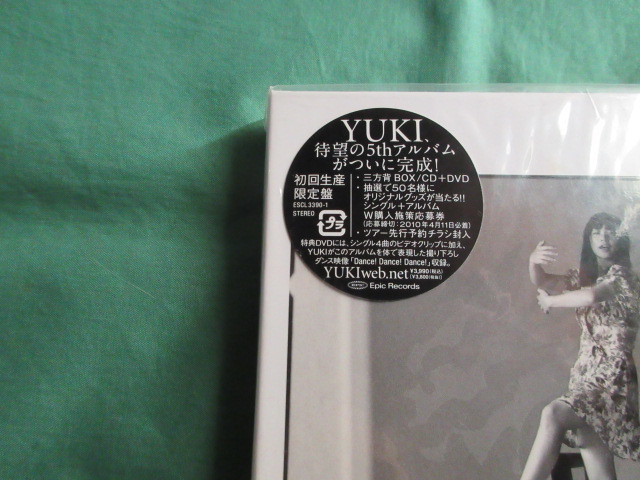 YUKI、
待望の5thアルバム
がついに完成!
初回生産
限定盤
ESCL 3390-1
STEREO
プラ
・三方背BOX/CD+DVD
・抽選で50名様に
オリジナルグッズが当たる!!
シングル+アルバム
W購入施策応募券
(応募締切:2010年4月11日必着)
・ツアー先行予約チラシ封入
特典DVDには、シングル4曲のビデオクリップに加え、
YUKIがこのアルバムを体で表現した撮り下ろし
ダンス映像「Dance! Dance! Dance!」収録。
YUKIweb.net
¥3,990(税込)
Epic Records